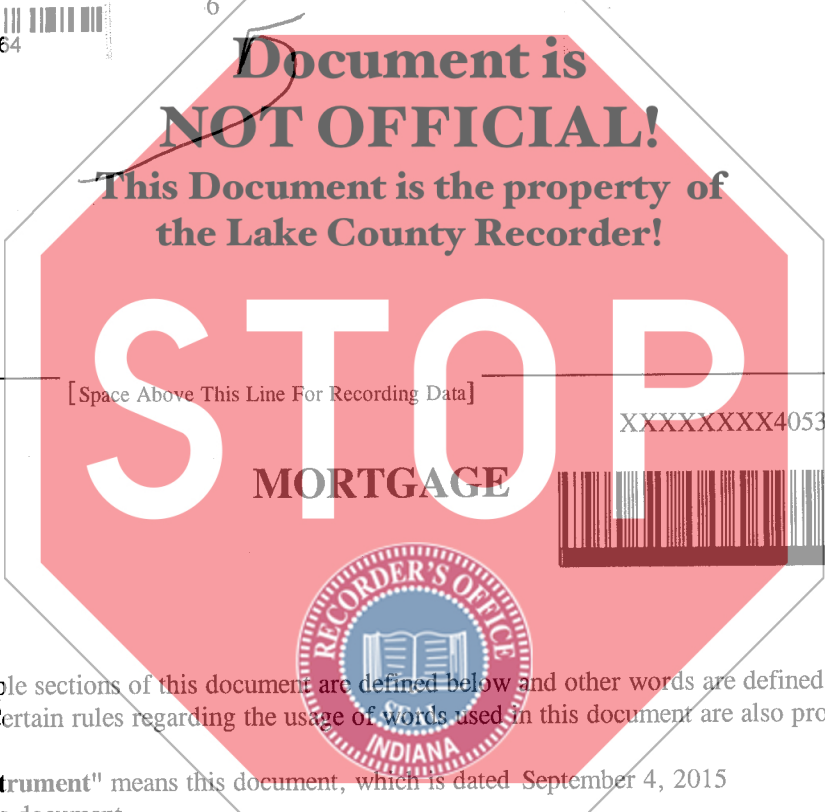 6
64
Document is
NOT OFFICIAL!
This Document is the property of
the Lake County Recorder!
STOP
[Space Above This Line For Recording Data]
XXXXXXXX4053
MORTGAGE
RECORDER'S OFFICE
SEAL
INDIANA
ple sections of this document are defined below and other words are defined
ertain rules regarding the usage of words used in this document are also pro
trument" means this document, which is dated September 4, 2015
document